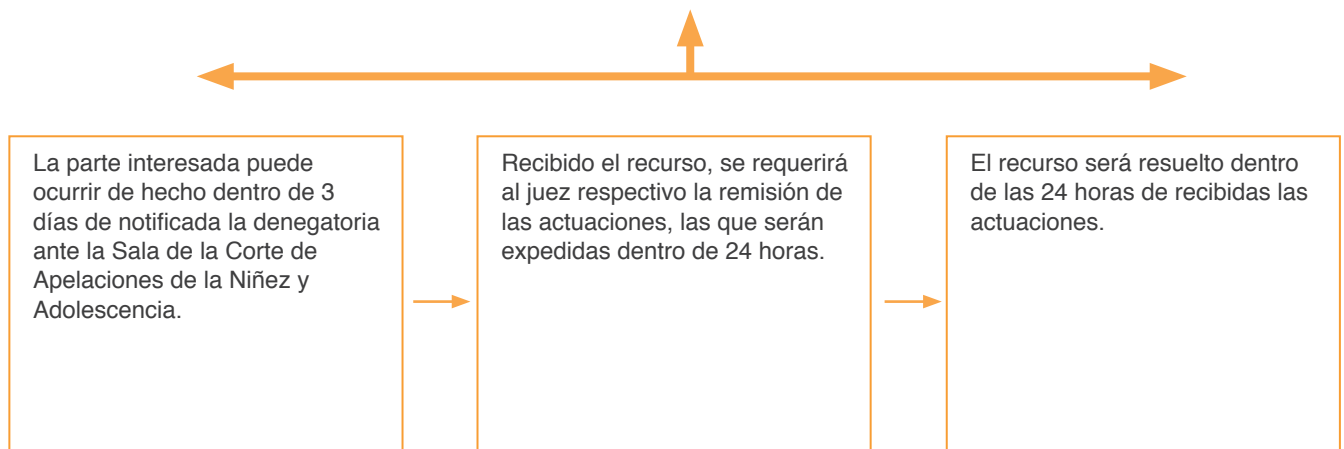 La parte interesada puede
ocurrir de hecho dentro de 3
días de notificada la denegatoria
ante la Sala de la Corte de
Apelaciones de la Niñez y
Adolescencia.
Recibido el recurso, se requerirá
al juez respectivo la remisión de
las actuaciones, las que serán
expedidas dentro de 24 horas.
El recurso será resuelto dentro
de las 24 horas de recibidas las
actuaciones.